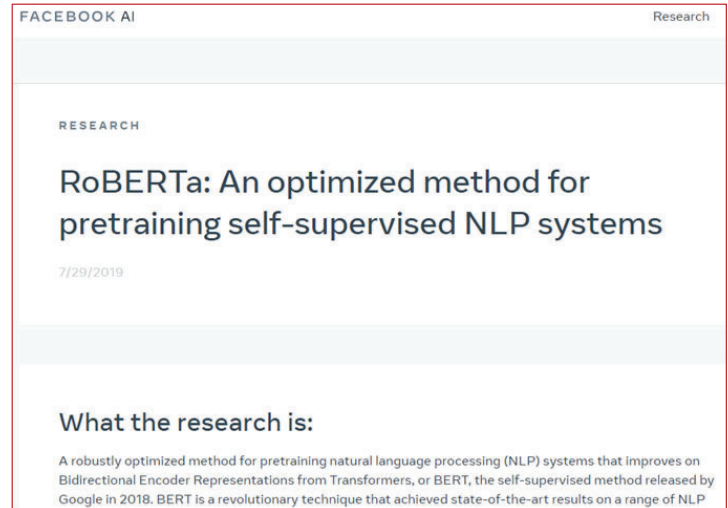 FACEBOOK AI
Research
RESEARCH
RoBERTa: An optimized method for
pretraining self-supervised NLP systems
7/29/2019
What the research is:
A robustly optimized method for pretraining natural language processing (NLP) systems that improves on
Bidirectional Encoder Representations from Transformers, or BERT, the self-supervised method released by
Google in 2018. BERT is a revolutionary technique that achieved state-of-the-art results on a range of NLP